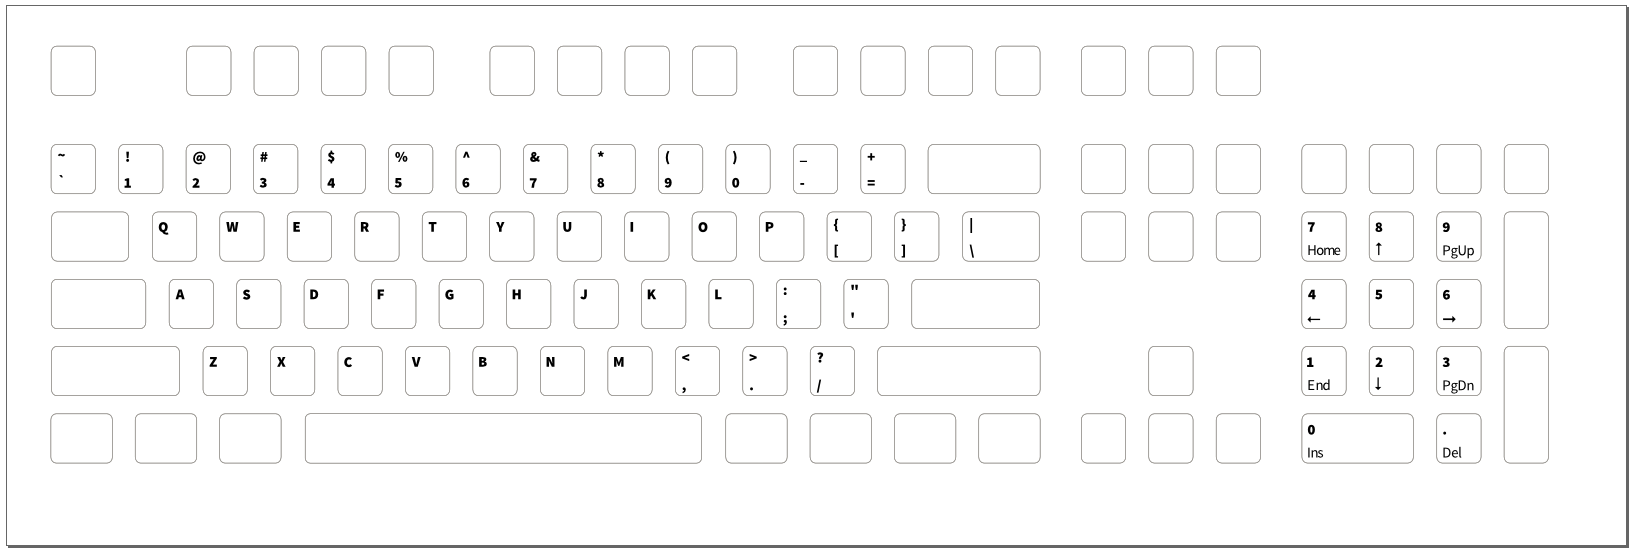 ~ ! @ # $ % ^ & * ( ) _ +
` 1 2 3 4 5 6 7 8 9 0 - =
Q W E R T Y U I O P { } | 7 8 9
[ ] \ Home ↑ PgUp
A S D F G H J K L : " 4 5 6
; ' ← →
Z X C V B N M < > ? 1 2 3
, . / End ↓ PgDn
0 .
Ins Del